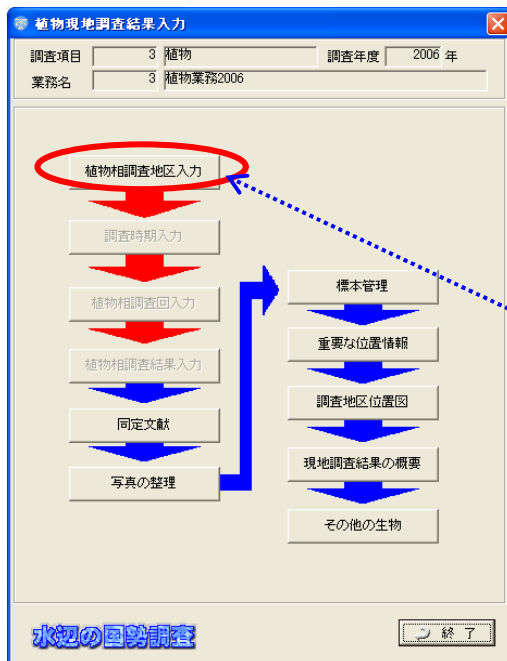 植物現地調査結果入力
調査項目 3 植物 調査年度 2006 年
業務名 3 植物業務2006
植物相調査地区入力
調査時期入力
植物相調査回入力
植物相調査結果入力
同定文献
写真の整理
標本管理
重要な位置情報
調査地区位置図
現地調査結果の概要
その他の生物
水辺の国勢調査
終 了